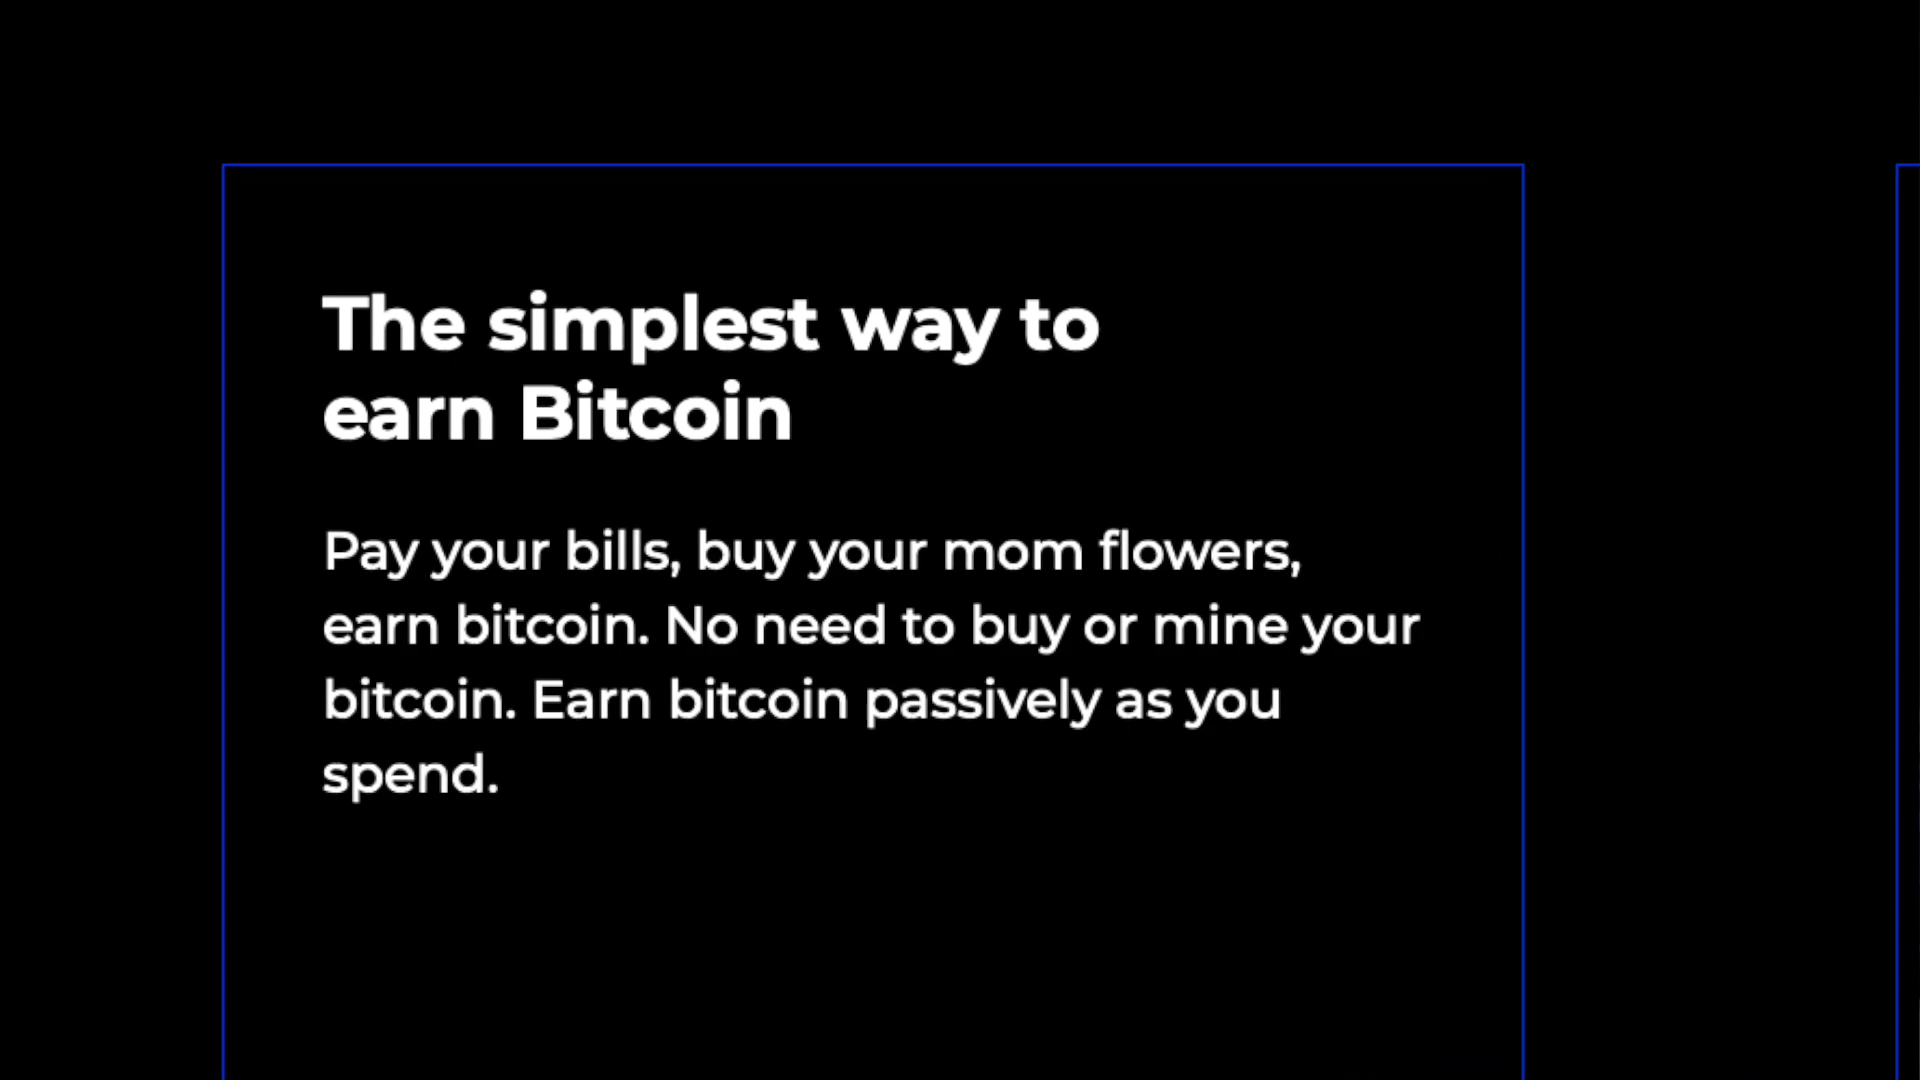 The simplest way to
earn Bitcoin
Pay your bills, buy your mom flowers,
earn bitcoin. No need to buy or mine your
bitcoin. Earn bitcoin passively as you
spend.